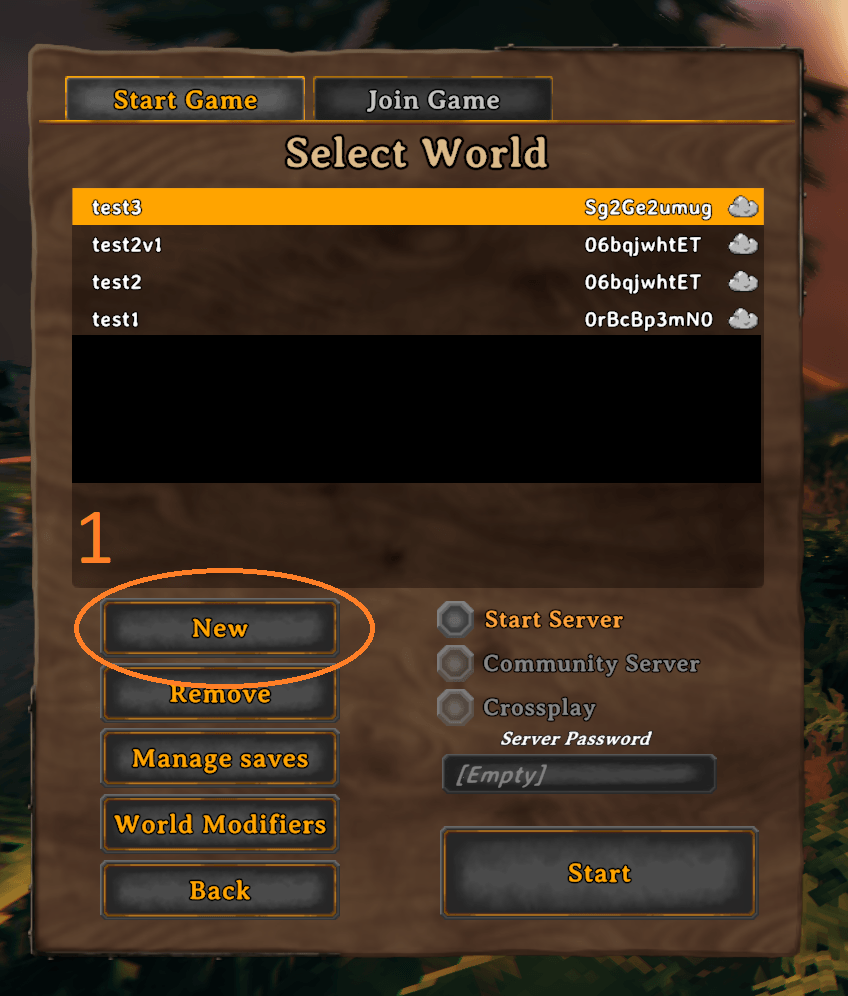 Start Game
Join Game
Select World
test3 Sg2Ge2umug
test2v1 06bqjwhtET
test2 06bqjwhtET
test1 0rBcBp3mN0
1
New
Remove
Manage saves
World Modifiers
Back
Start Server
Community Server
Crossplay
Server Password
[Empty]
Start